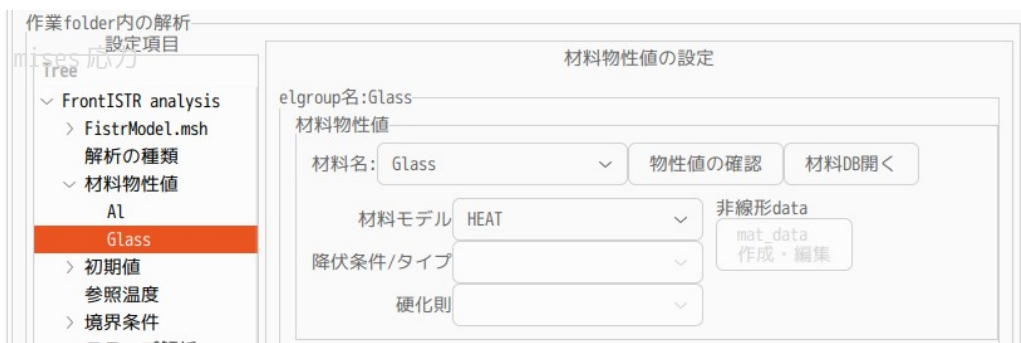 作業folder内の解析
設定項目
mises 応力
Tree
FrontISTR analysis
FistrModel.msh
解析の種類
材料物性値
Al
Glass
初期値
参照温度
境界条件
材料物性値の設定
elgroup名:Glass
材料物性値
材料名: Glass 物性値の確認 材料DB開く
材料モデル HEAT
非線形data
mat_data
作成・編集
降伏条件/タイプ
硬化則